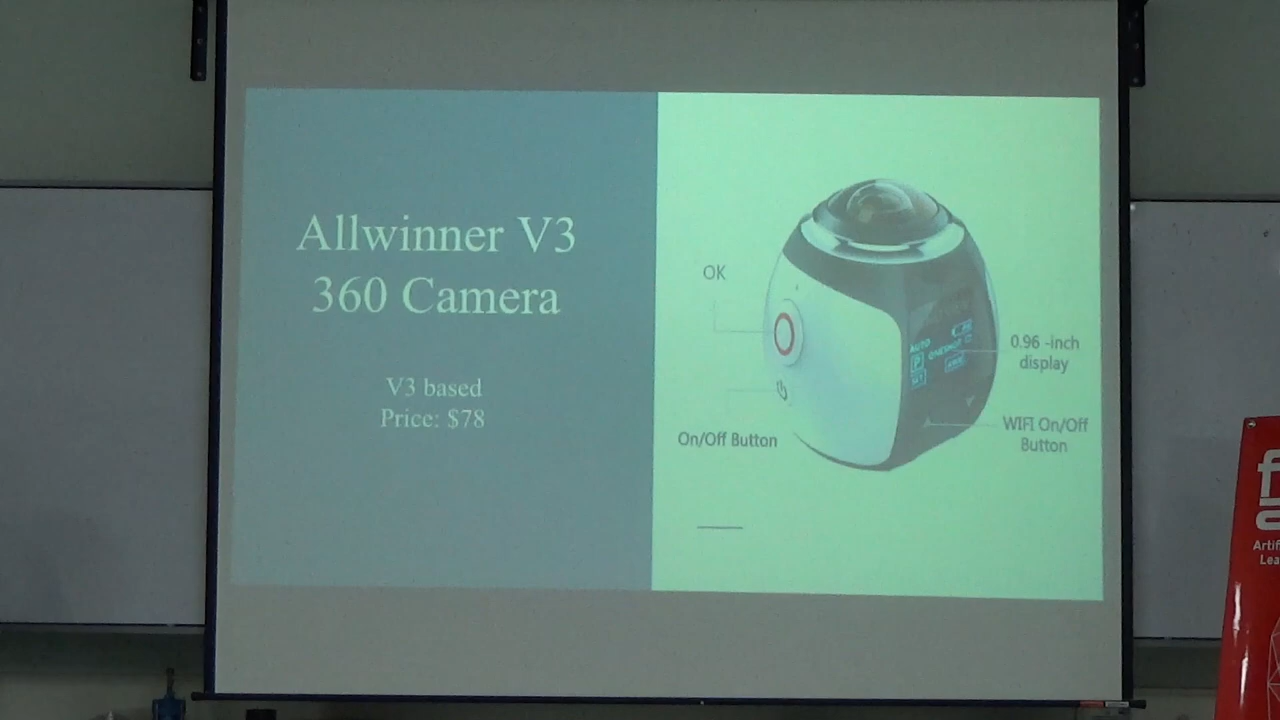 Allwinner V3
360 Camera
V3 based
Price: $78
OK
On/Off Button
0.96 -inch
display
WIFI On/Off
Button
AUTO
P